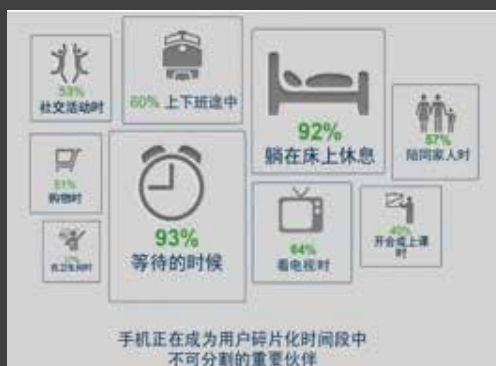 53%
社交活动时
60% 上下班途中
92%
躺在床上休息
57%
陪同家人时
51%
购物时
93%
等待的时候
64%
看电视时
开会或上课
时
手机正在成为用户碎片化时间段中
不可分割的重要伙伴